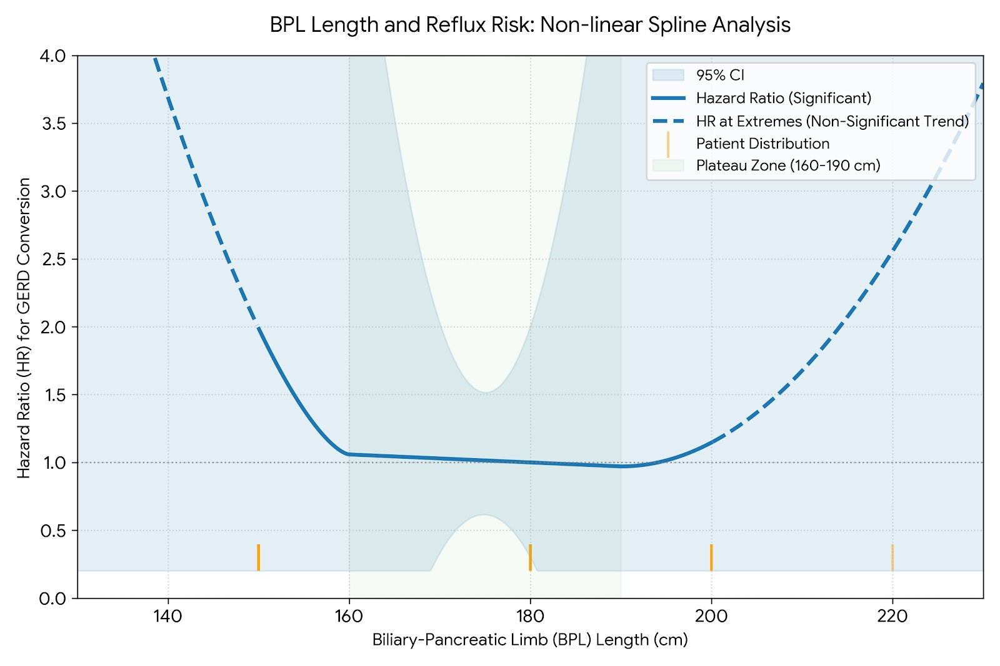 BPL Length and Reflux Risk: Non-linear Spline Analysis
4.0
3.5
3.0
2.5
2.0
1.5
1.0
0.5
0.0
Hazard Ratio (HR) for GERD Conversion
95% CI
Hazard Ratio (Significant)
HR at Extremes (Non-Significant Trend)
Patient Distribution
Plateau Zone (160-190 cm)
140 160 180 200 220
Biliary-Pancreatic Limb (BPL) Length (cm)